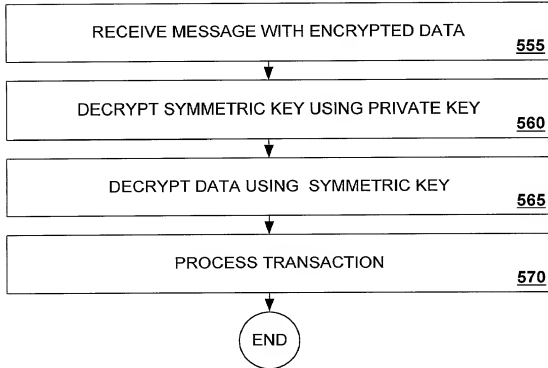 RECEIVE MESSAGE WITH ENCRYPTED DATA
555
DECRYPT SYMMETRIC KEY USING PRIVATE KEY
560
DECRYPT DATA USING SYMMETRIC KEY
565
PROCESS TRANSACTION
570
END